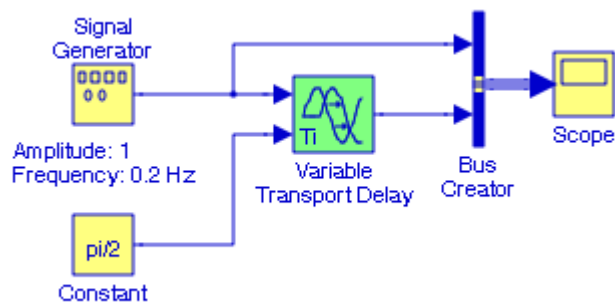 Signal
Generator
Amplitude: 1
Frequency: 0.2 Hz
Ti
Variable
Transport Delay
Bus
Creator
Scope
pi/2
Constant